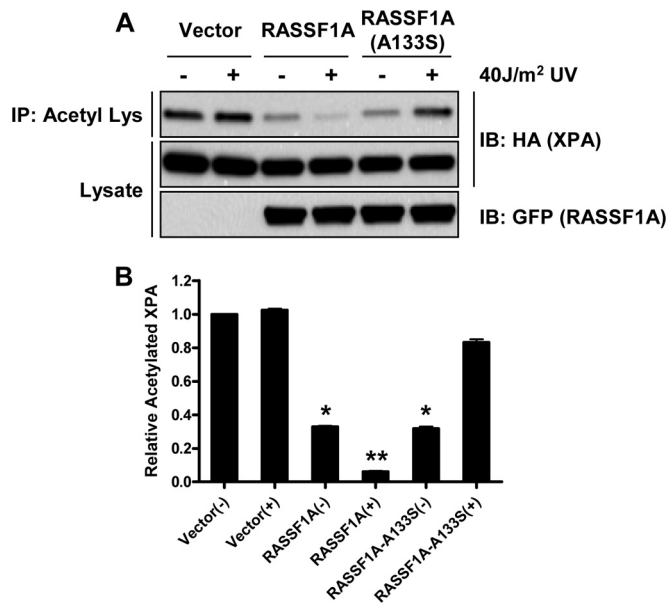 A
Vector RASSF1A RASSF1A
(A133S)
- + - + - + 40J/m² UV
IP: Acetyl Lys
IB: HA (XPA)
Lysate
IB: GFP (RASSF1A)
B
Relative Acetylated XPA
1.2
1.0
0.8
0.6
0.4
0.2
0.0
* ** *
Vector(-)
Vector(+)
RASSF1A(-)
RASSF1A(+)
RASSF1A-A133S(-)
RASSF1A-A133S(+)